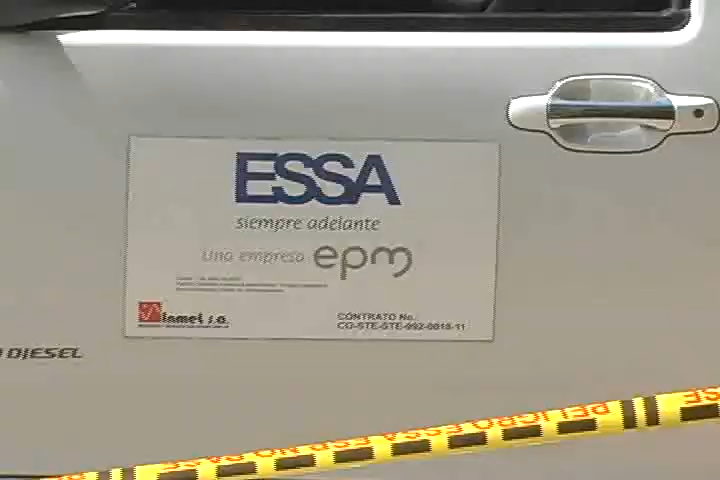 ESSA
siempre adelante
Una empresa epm
Inmel s.a.
CONTRATO No.
CO-STE-STE-092-0018-11
DIESEL
PELIGRO ESSA ESP NO PASE